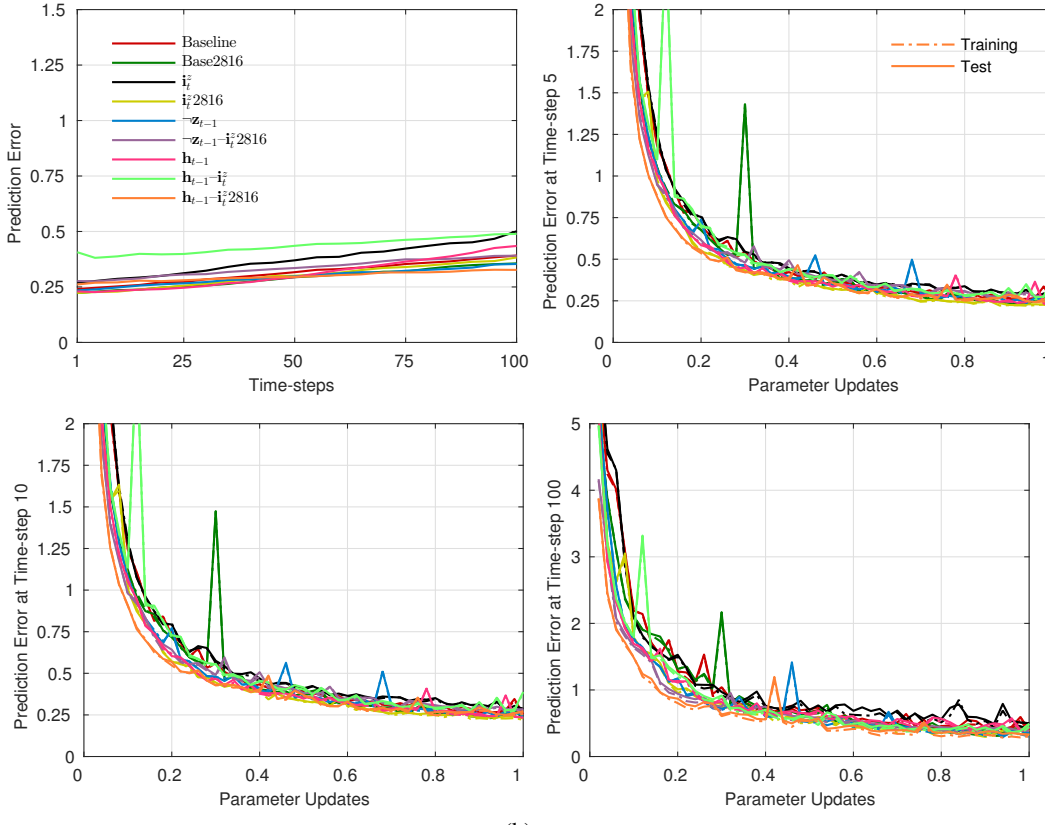 1.5
1.25
1
0.75
0.5
0.25
0
Prediction Error
Baseline
Base2816
i_t^z
i_t^z2816
¬z_{t−1}
¬z_{t−1}–i_t^z2816
h_{t−1}
h_{t−1}–i_t^z
h_{t−1}–i_t^z2816
1 25 50 75 100
Time-steps
2
1.75
1.5
1.25
1
0.75
0.5
0.25
0
Prediction Error at Time-step 5
Training
Test
0 0.2 0.4 0.6 0.8 1
Parameter Updates
2
1.75
1.5
1.25
1
0.75
0.5
0.25
0
Prediction Error at Time-step 10
0 0.2 0.4 0.6 0.8 1
Parameter Updates
5
4
3
2
1
0
Prediction Error at Time-step 100
0 0.2 0.4 0.6 0.8 1
Parameter Updates